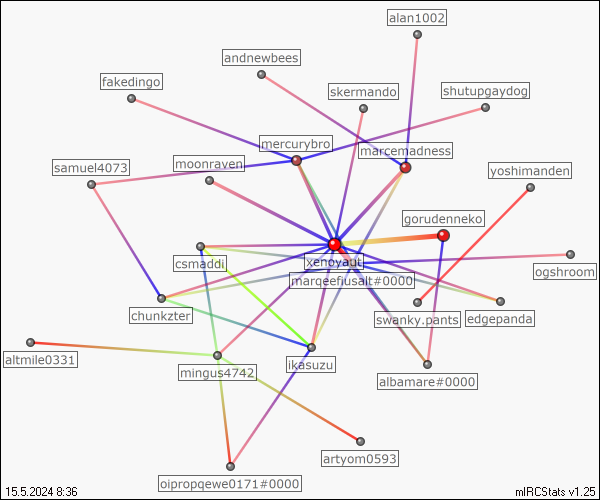 alan1002
andnewbees
fakedingo
skermando
shutupgaydog
mercurybro
marcemadness
samuel4073
moonraven
yoshimanden
gorudenneko
xenoyaut
csmaddi
marqeefiusalt#0000
ogshroom
chunkzter
swanky.pants
edgepanda
altmile0331
mingus4742
ikasuzu
albamare#0000
artyom0593
oipropqewe0171#0000
15.5.2024 8:36
mIRCStats v1.25